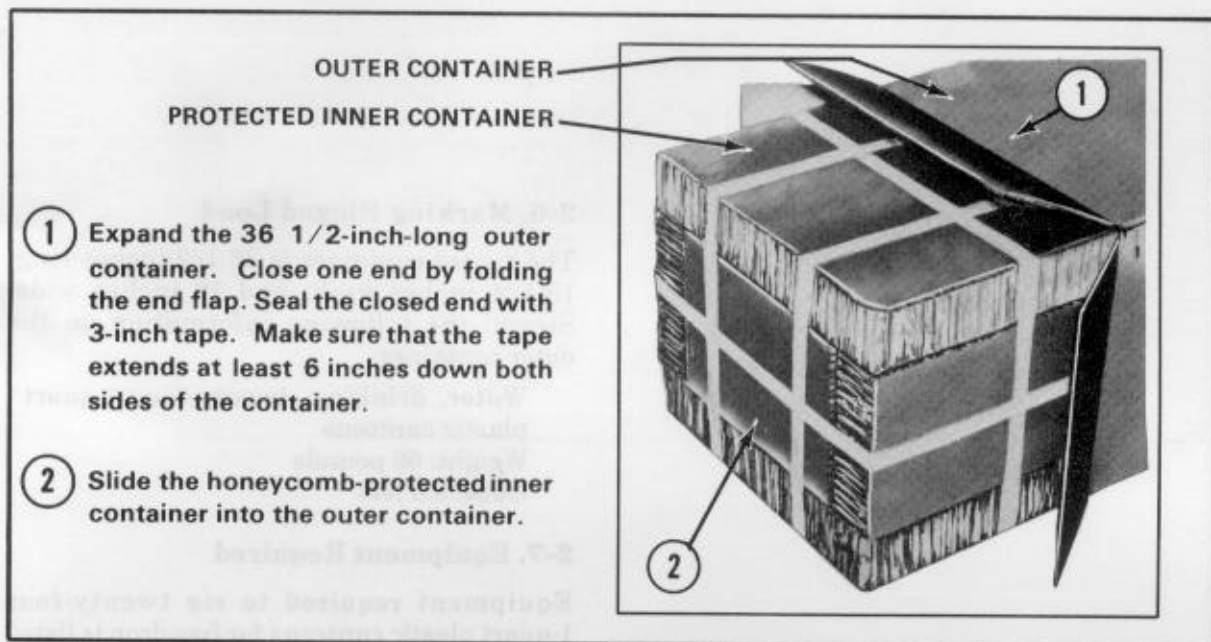 OUTER CONTAINER
PROTECTED INNER CONTAINER
1
1 Expand the 36 1/2-inch-long outer
container. Close one end by folding
the end flap. Seal the closed end with
3-inch tape. Make sure that the tape
extends at least 6 inches down both
sides of the container.
2 Slide the honeycomb-protected inner
container into the outer container.
2